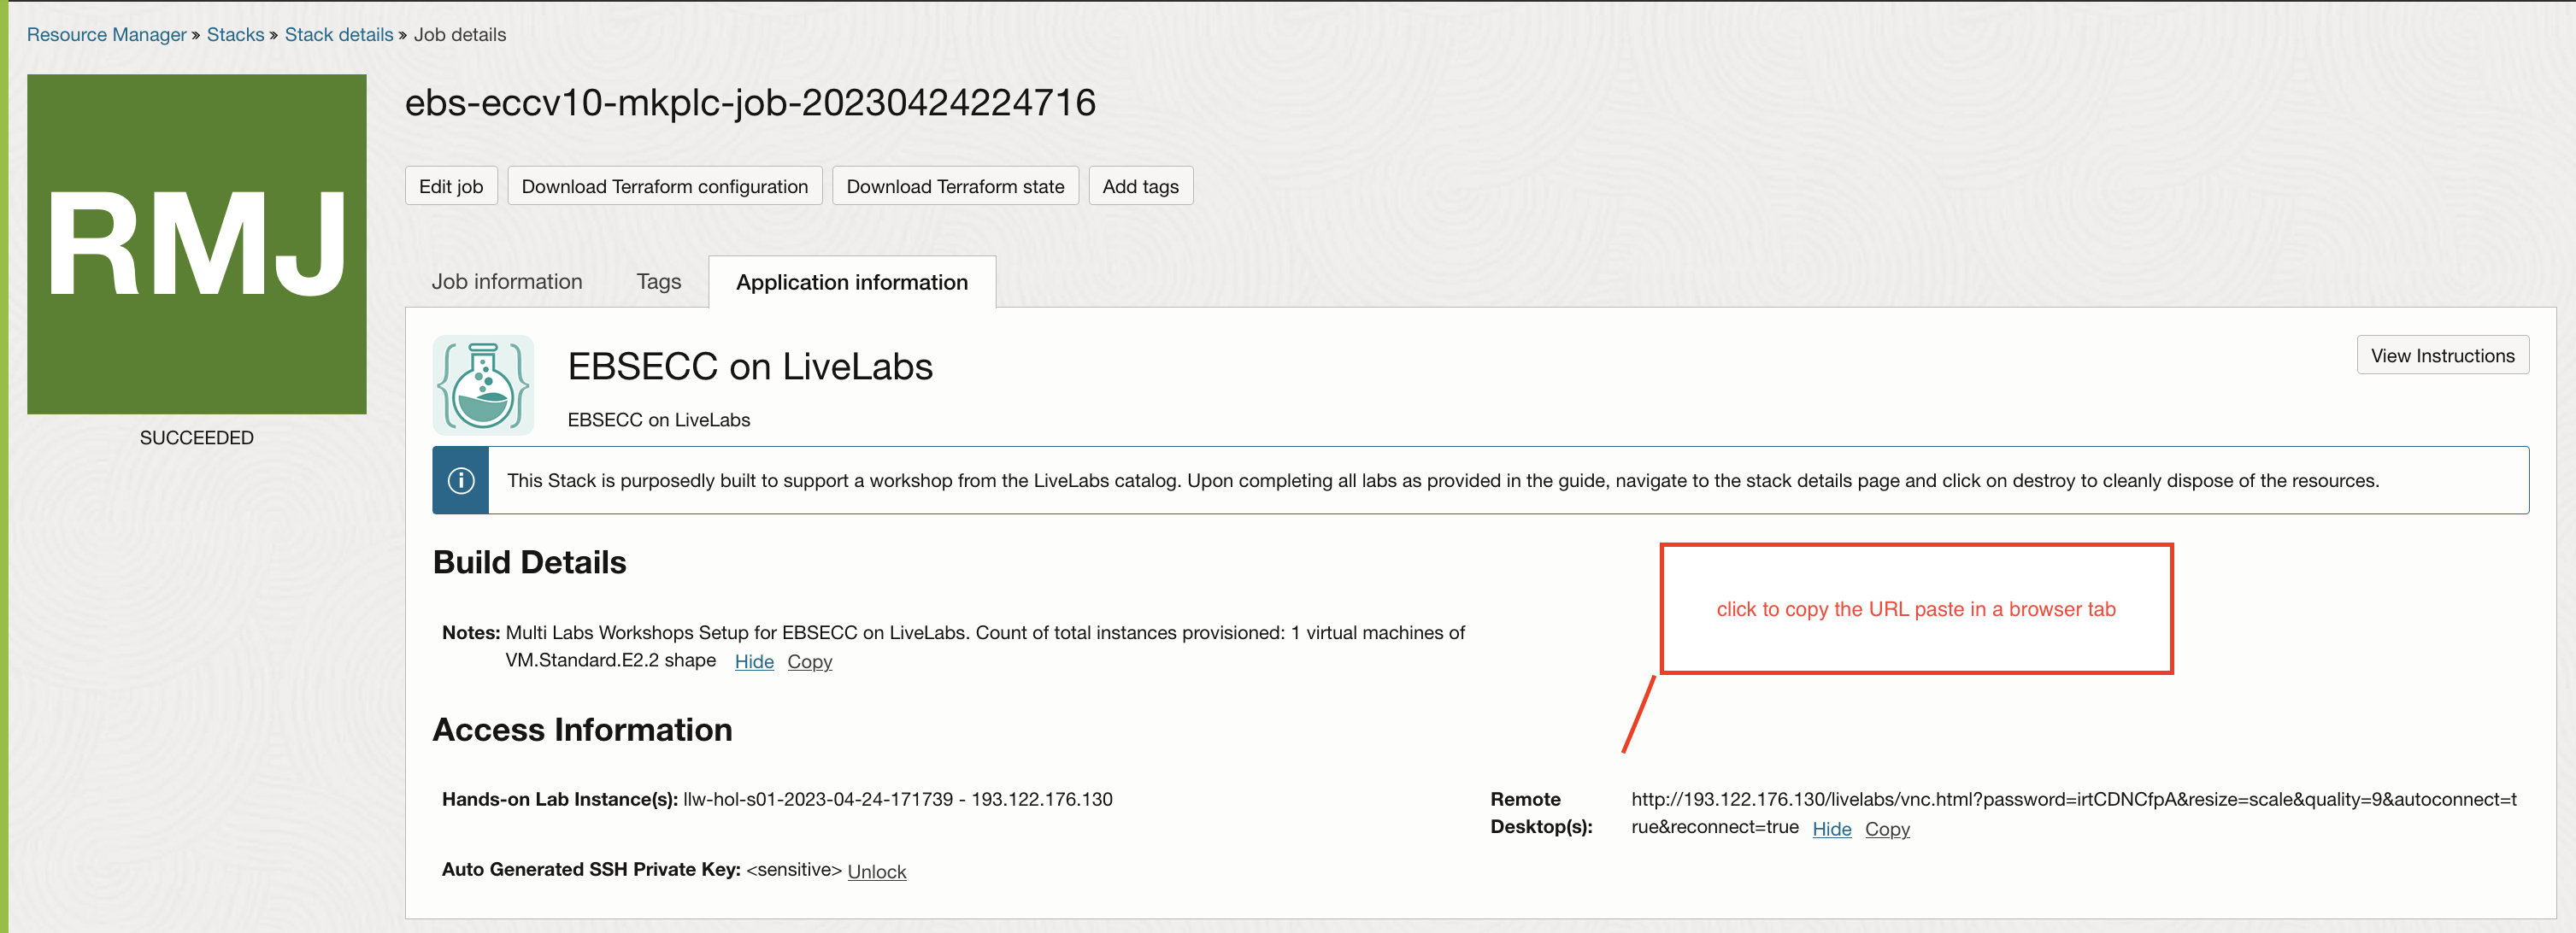 Resource Manager » Stacks » Stack details » Job details
RMJ
SUCCEEDED
ebs-eccv10-mkplc-job-20230424224716
Edit job
Download Terraform configuration
Download Terraform state
Add tags
Job information
Tags
Application information
EBSECC on LiveLabs
View Instructions
EBSECC on LiveLabs
This Stack is purposedly built to support a workshop from the LiveLabs catalog. Upon completing all labs as provided in the guide, navigate to the stack details page and click on destroy to cleanly dispose of the resources.
Build Details
click to copy the URL paste in a browser tab
Notes: Multi Labs Workshops Setup for EBSECC on LiveLabs. Count of total instances provisioned: 1 virtual machines of
VM.Standard.E2.2 shape Hide Copy
Access Information
Hands-on Lab Instance(s): llw-hol-s01-2023-04-24-171739 - 193.122.176.130
Remote http://193.122.176.130/livelabs/vnc.html?password=irtCDNCfpA&resize=scale&quality=9&autoconnect=t
Desktop(s): rue&reconnect=true Hide Copy
Auto Generated SSH Private Key: <sensitive> Unlock